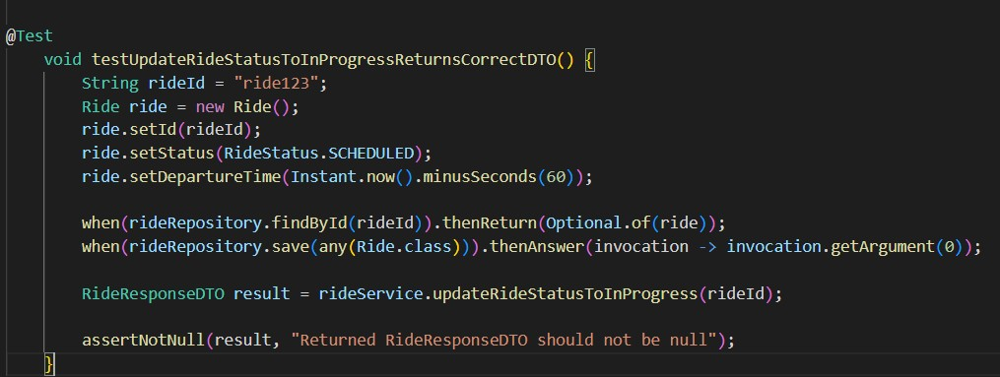 @Test
void testUpdateRideStatusToInProgressReturnsCorrectDTO() {
String rideId = "ride123";
Ride ride = new Ride();
ride.setId(rideId);
ride.setStatus(RideStatus.SCHEDULED);
ride.setDepartureTime(Instant.now().minusSeconds(60));
when(rideRepository.findById(rideId)).thenReturn(Optional.of(ride));
when(rideRepository.save(any(Ride.class))).thenAnswer(invocation -> invocation.getArgument(0));
RideResponseDTO result = rideService.updateRideStatusToInProgress(rideId);
assertNotNull(result, "Returned RideResponseDTO should not be null");
}